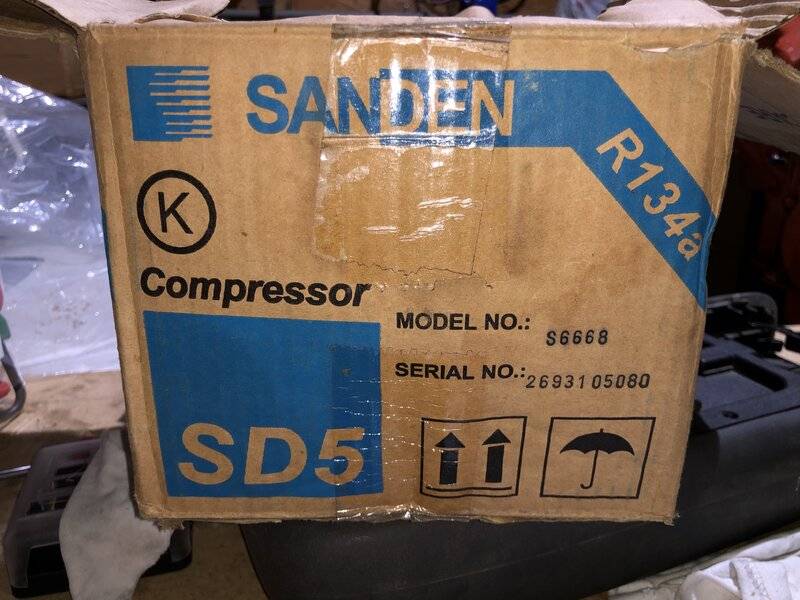 SANDEN
R134a
K
Compressor
MODEL NO.: S6668
SERIAL NO.: 2693105080
SD5